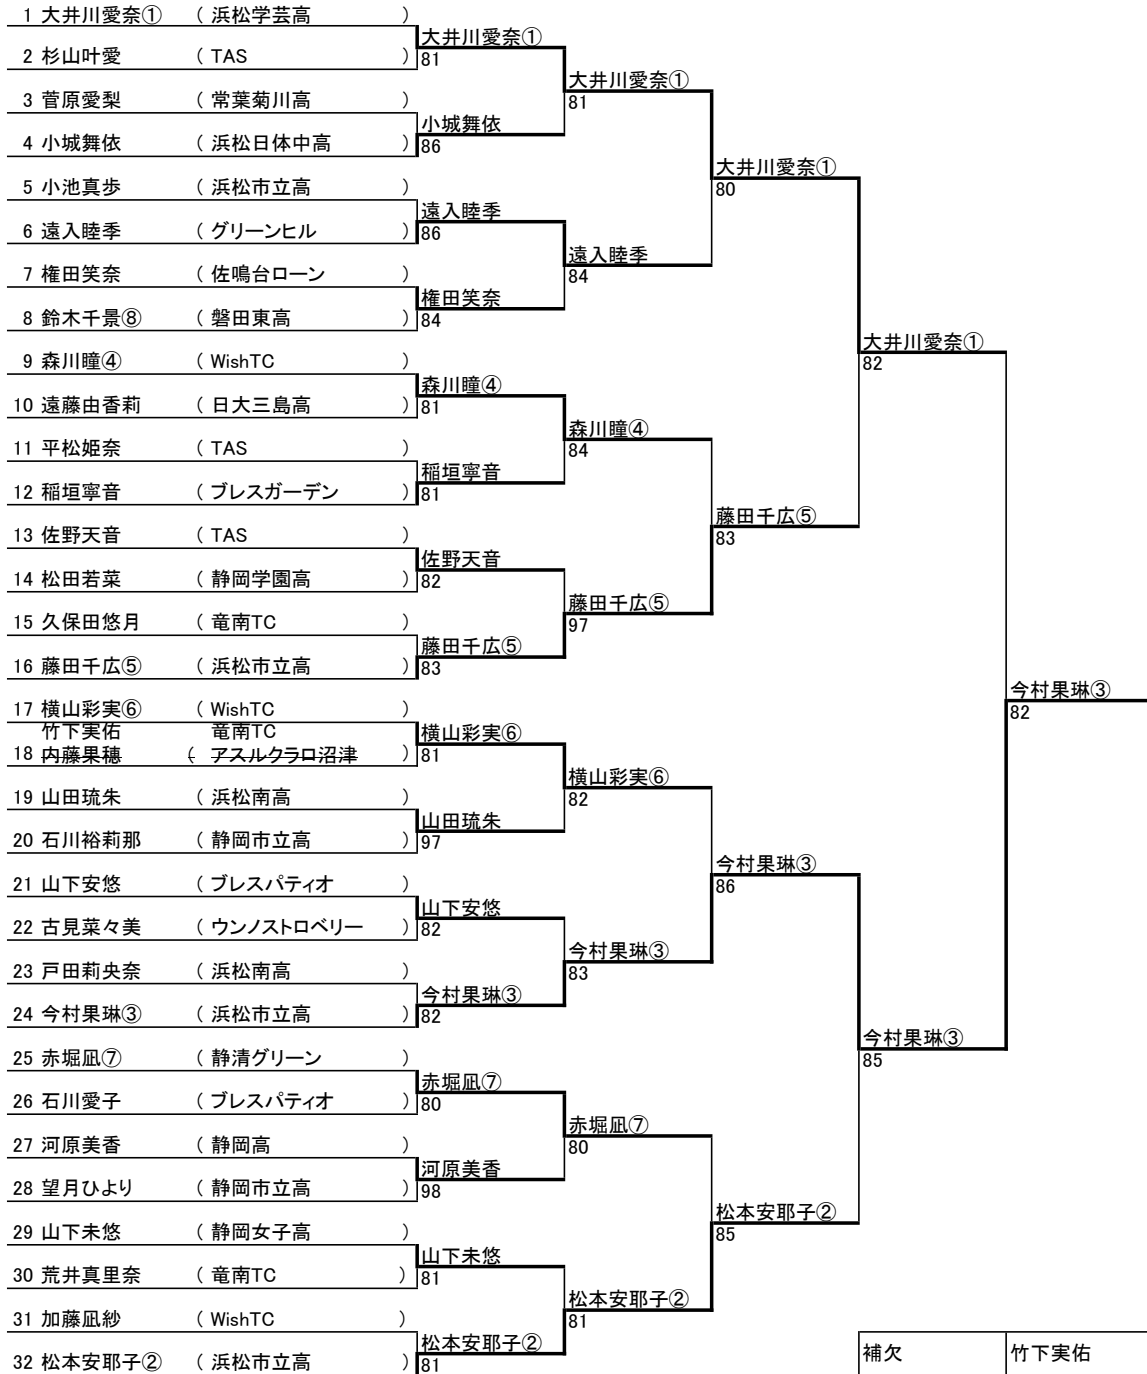 1 大井川愛奈① ( 浜松学芸高 )
大井川愛奈①
2 杉山叶愛 ( TAS ) 81
大井川愛奈①
3 菅原愛梨 ( 常葉菊川高 ) 81
小城舞依
4 小城舞依 ( 浜松日体中高 ) 86
大井川愛奈①
5 小池真歩 ( 浜松市立高 ) 80
遠入睦季
6 遠入睦季 ( グリーンヒル ) 86
遠入睦季
7 権田笑奈 ( 佐鳴台ローン ) 84
権田笑奈
8 鈴木千景⑧ ( 磐田東高 ) 84
大井川愛奈①
9 森川瞳④ ( WishTC ) 82
森川瞳④
10 遠藤由香莉 ( 日大三島高 ) 81
森川瞳④
11 平松姫奈 ( TAS ) 84
稲垣寧音
12 稲垣寧音 ( ブレスガーデン ) 81
藤田千広⑤
13 佐野天音 ( TAS ) 83
佐野天音
14 松田若菜 ( 静岡学園高 ) 82
藤田千広⑤
15 久保田悠月 ( 竜南TC ) 97
藤田千広⑤
16 藤田千広⑤ ( 浜松市立高 ) 83
今村果琳③
17 横山彩実⑥ ( WishTC ) 82
竹下実佑 竜南TC 横山彩実⑥
18 内藤果穂 ( アスルクラロ沼津 ) 81
横山彩実⑥
19 山田琉朱 ( 浜松南高 ) 82
山田琉朱
20 石川裕莉那 ( 静岡市立高 ) 97
今村果琳③
21 山下安悠 ( ブレスパティオ ) 86
山下安悠
22 古見菜々美 ( ウンノストロベリー ) 82
今村果琳③
23 戸田莉央奈 ( 浜松南高 ) 83
今村果琳③
24 今村果琳③ ( 浜松市立高 ) 82
今村果琳③
25 赤堀凪⑦ ( 静清グリーン ) 85
赤堀凪⑦
26 石川愛子 ( ブレスパティオ ) 80
赤堀凪⑦
27 河原美香 ( 静岡高 ) 80
河原美香
28 望月ひより ( 静岡市立高 ) 98
松本安耶子②
29 山下未悠 ( 静岡女子高 ) 85
山下未悠
30 荒井真里奈 ( 竜南TC ) 81
松本安耶子②
31 加藤凪紗 ( WishTC ) 81
松本安耶子②
32 松本安耶子② ( 浜松市立高 ) 81
補欠 竹下実佑